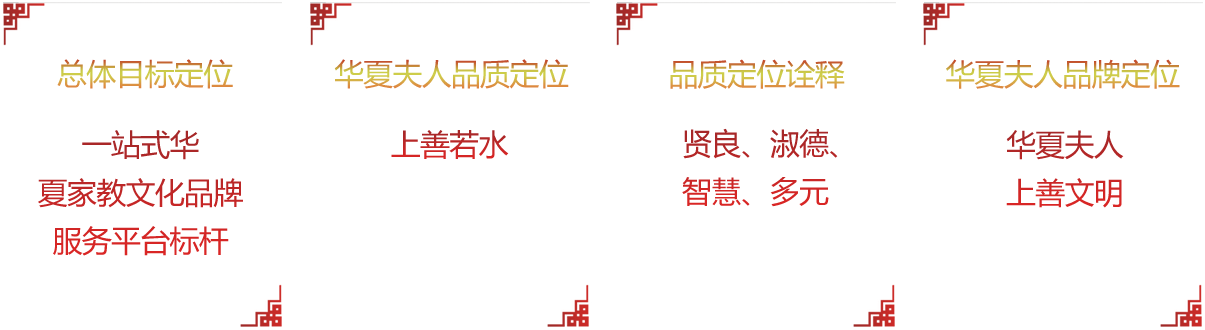 总体目标定位
一站式华
夏家教文化品牌
服务平台标杆
华夏夫人品质定位
上善若水
品质定位诠释
贤良、淑德、
智慧、多元
华夏夫人品牌定位
华夏夫人
上善文明